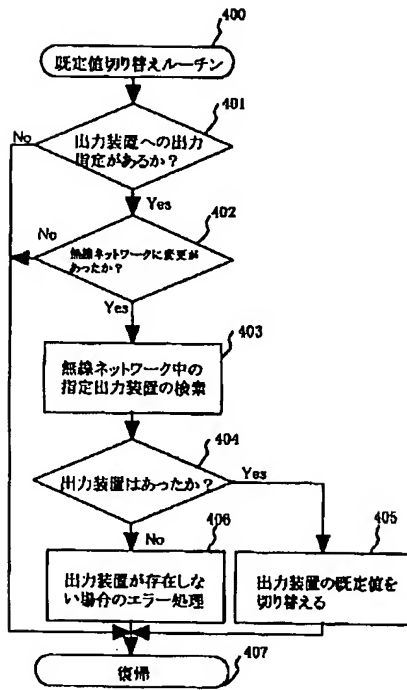 400
既定値切り替えルーチン
401
No
出力装置への出力
指定があるか?
Yes
402
No
無線ネットワークに変更が
あったか?
Yes
403
無線ネットワーク中の
指定出力装置の検索
404
出力装置はあったか?
Yes
No
406
405
出力装置が存在しな
い場合のエラー処理
出力装置の既定値を
切り替える
復帰
407